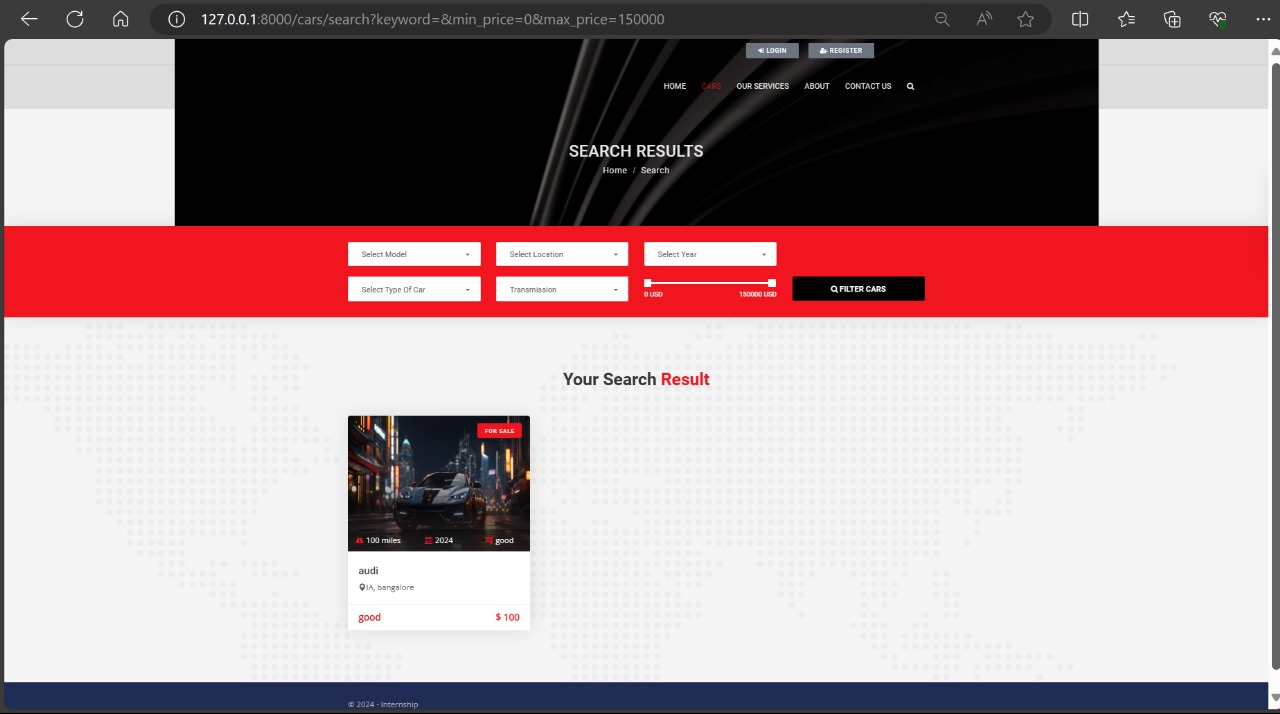 127.0.0.1:8000/cars/search?keyword=&min_price=0&max_price=150000
LOGIN REGISTER
HOME CARS OUR SERVICES ABOUT CONTACT US
SEARCH RESULTS
Home / Search
Select Model Select Location Select Year
Select Type Of Car Transmission 0 USD 150000 USD FILTER CARS
Your Search Result
FOR SALE
100 miles 2024 good
audi
IA, bangalore
good $ 100
© 2024 - Internship